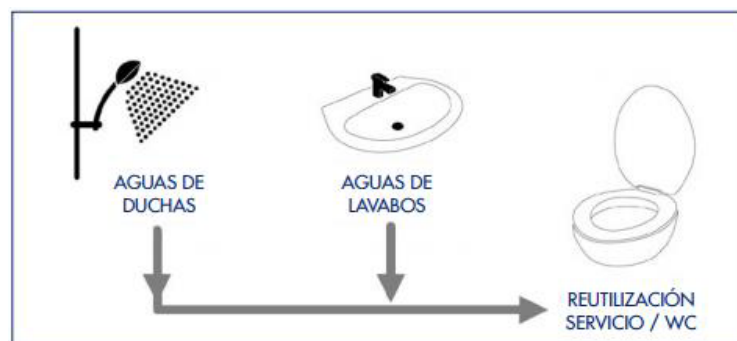 AGUAS DE
DUCHAS
AGUAS DE
LAVABOS
REUTILIZACIÓN
SERVICIO / WC